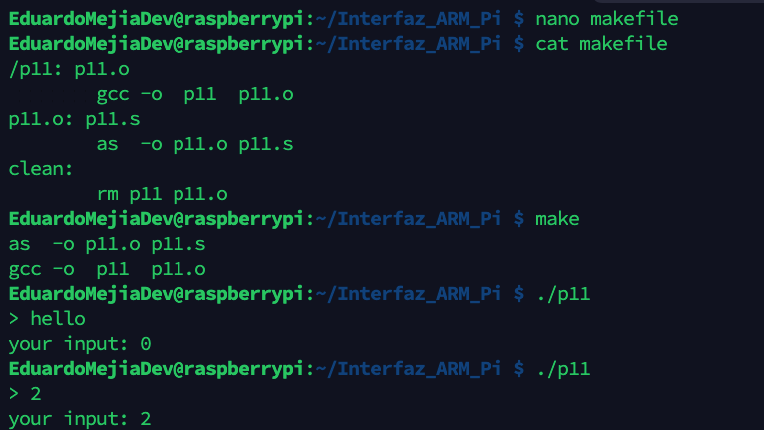 EduardoMejiaDev@raspberrypi:~/Interfaz_ARM_Pi $ nano makefile
EduardoMejiaDev@raspberrypi:~/Interfaz_ARM_Pi $ cat makefile
/p11: p11.o
        gcc -o  p11  p11.o
p11.o: p11.s
        as  -o p11.o p11.s
clean:
        rm p11 p11.o
EduardoMejiaDev@raspberrypi:~/Interfaz_ARM_Pi $ make
as  -o p11.o p11.s
gcc -o  p11  p11.o
EduardoMejiaDev@raspberrypi:~/Interfaz_ARM_Pi $ ./p11
> hello
your input: 0
EduardoMejiaDev@raspberrypi:~/Interfaz_ARM_Pi $ ./p11
> 2
your input: 2